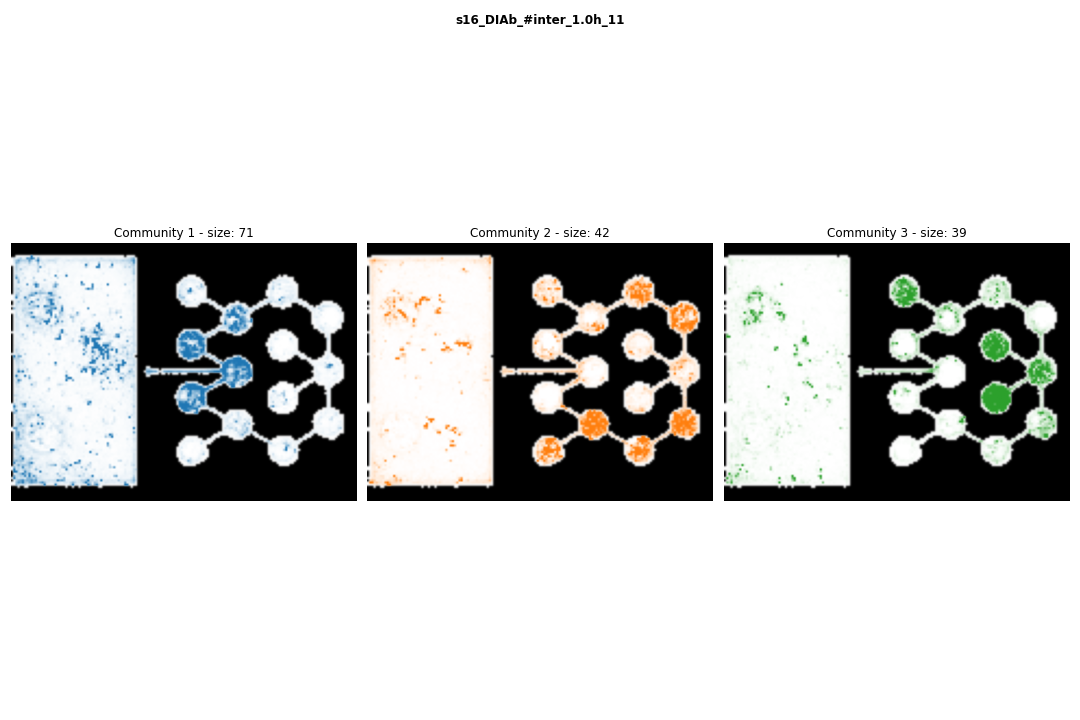 s16_DIAb_#inter_1.0h_11
Community 1 - size: 71
Community 2 - size: 42
Community 3 - size: 39